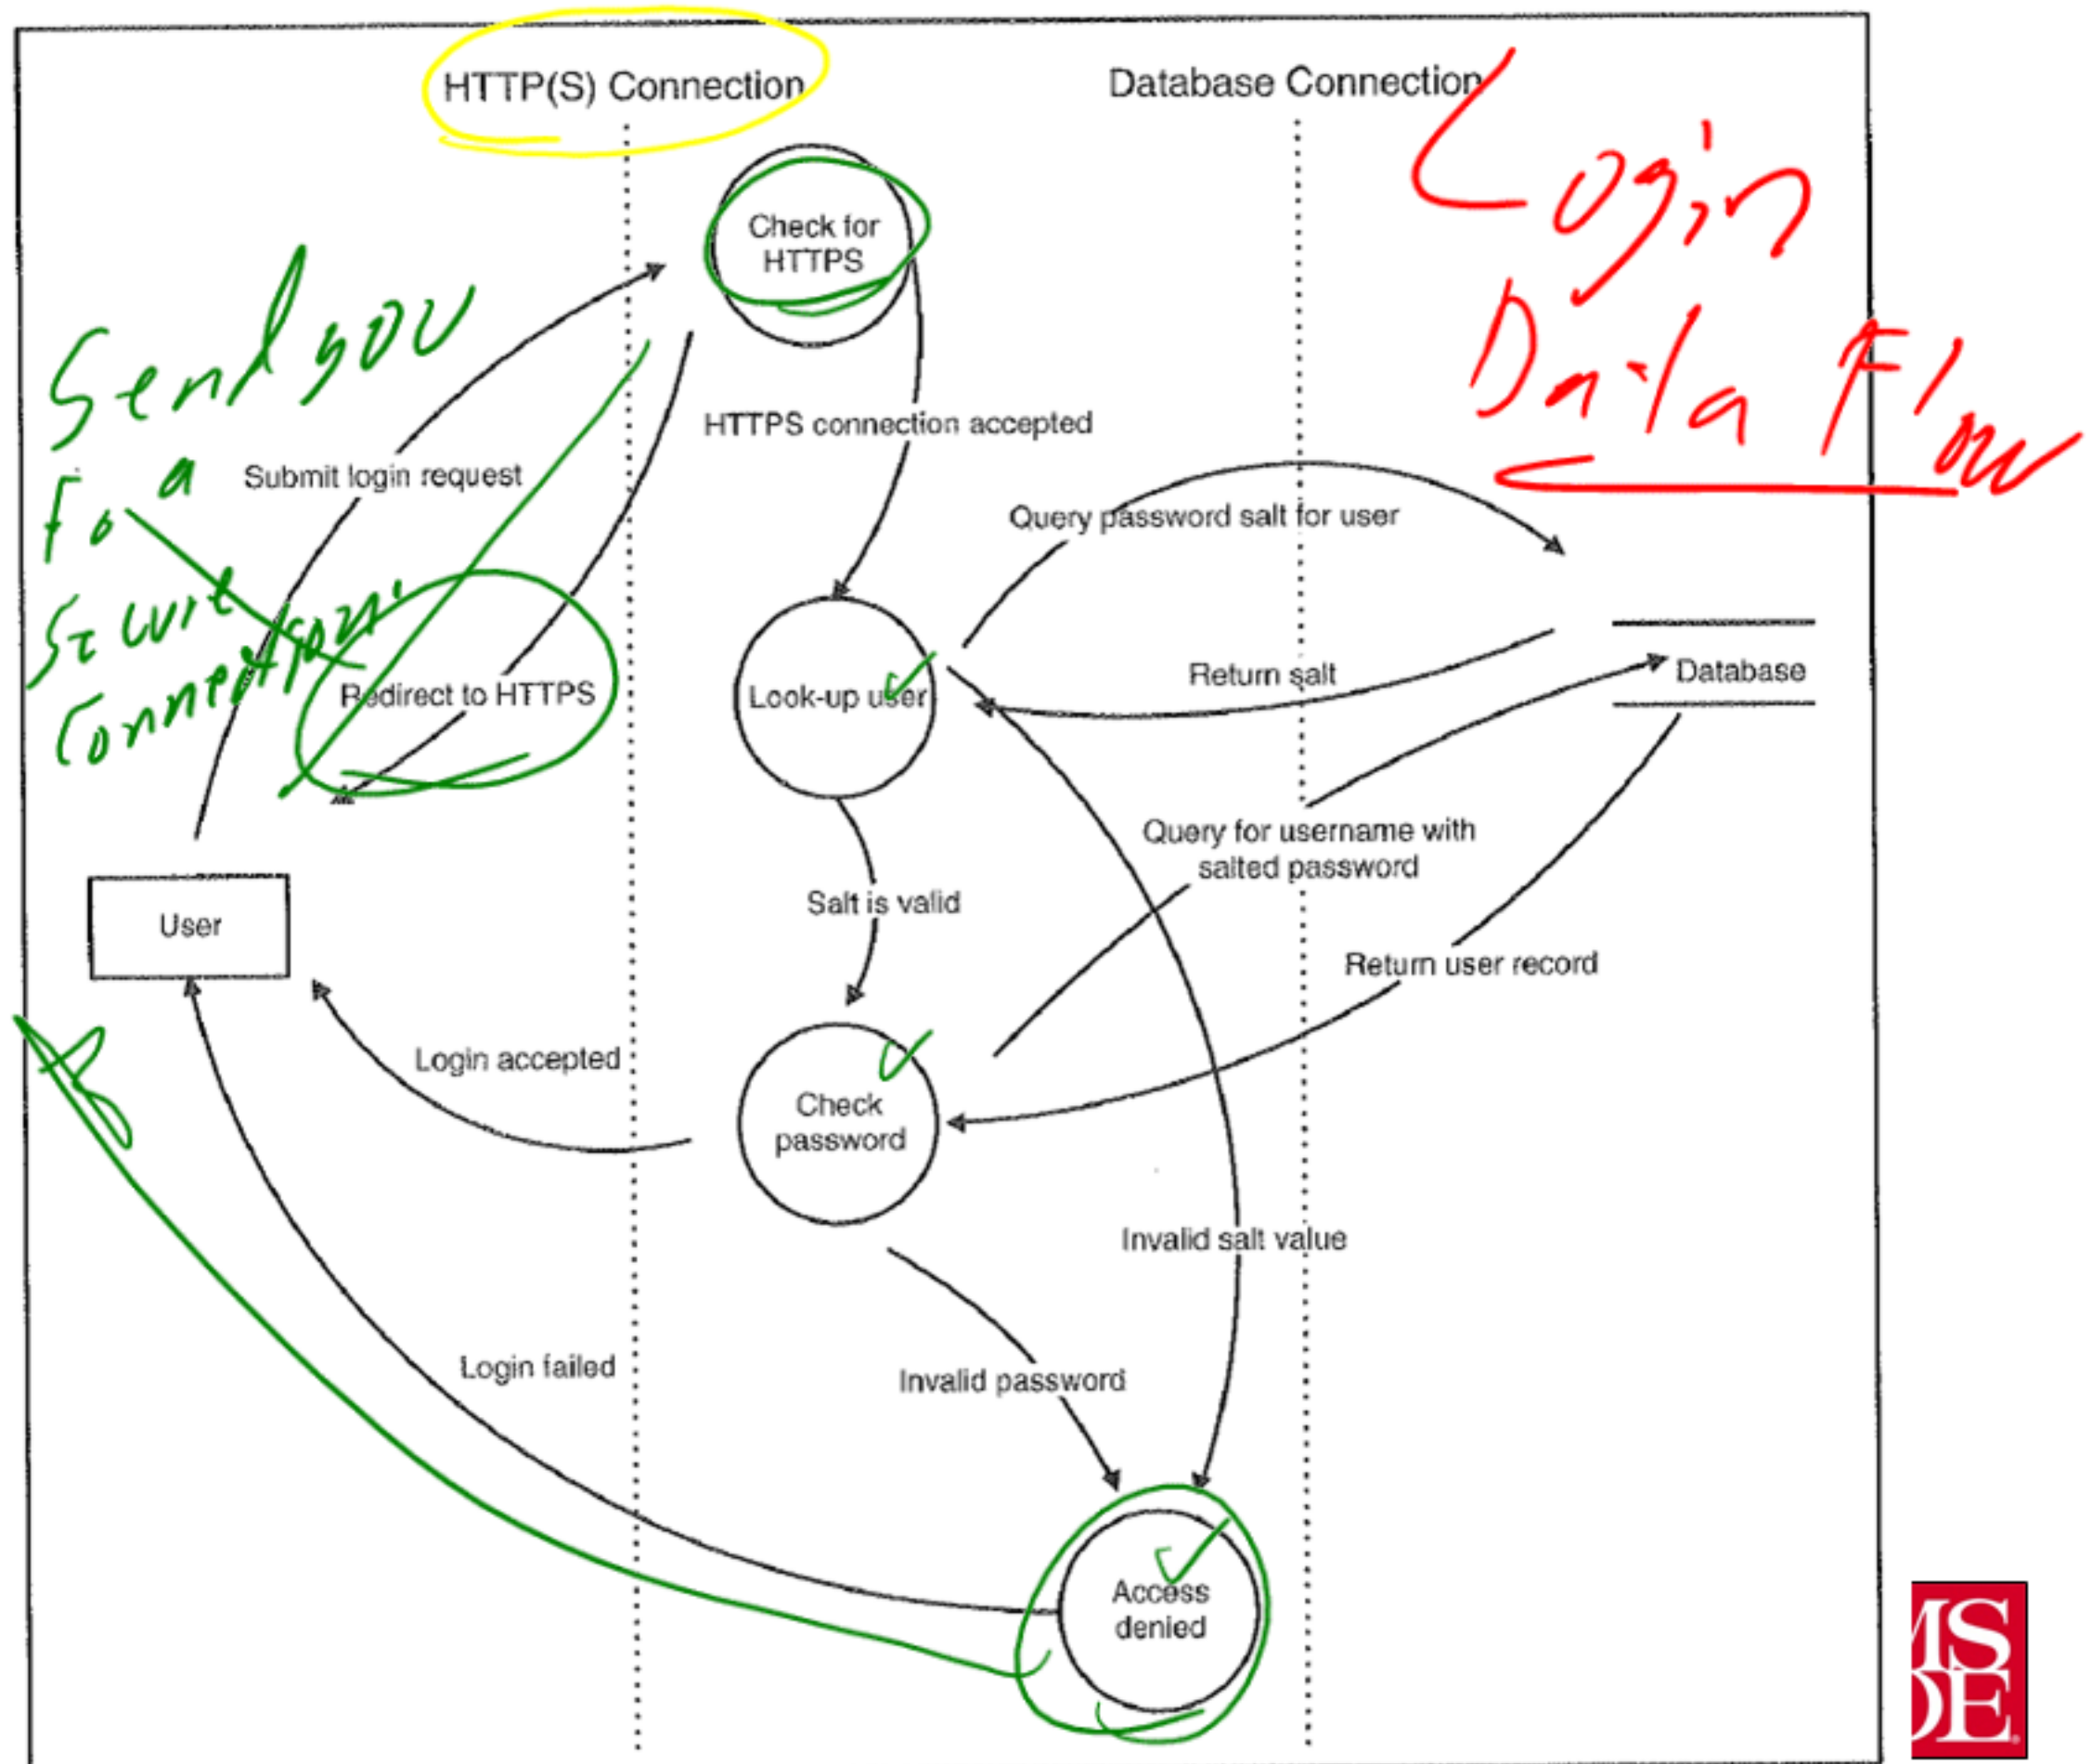 HTTP(S) Connection
Database Connection
Login
Data Flow
Check for
HTTPS
Send you
Fo a
Connection
HTTPS connection accepted
Submit login request
Query password salt for user
Redirect to HTTPS
Look-up user
Return salt
Database
Query for username with
salted password
Salt is valid
User
Return user record
Login accepted
Check
password
Invalid salt value
Login failed
Invalid password
Access
denied
MS
OE